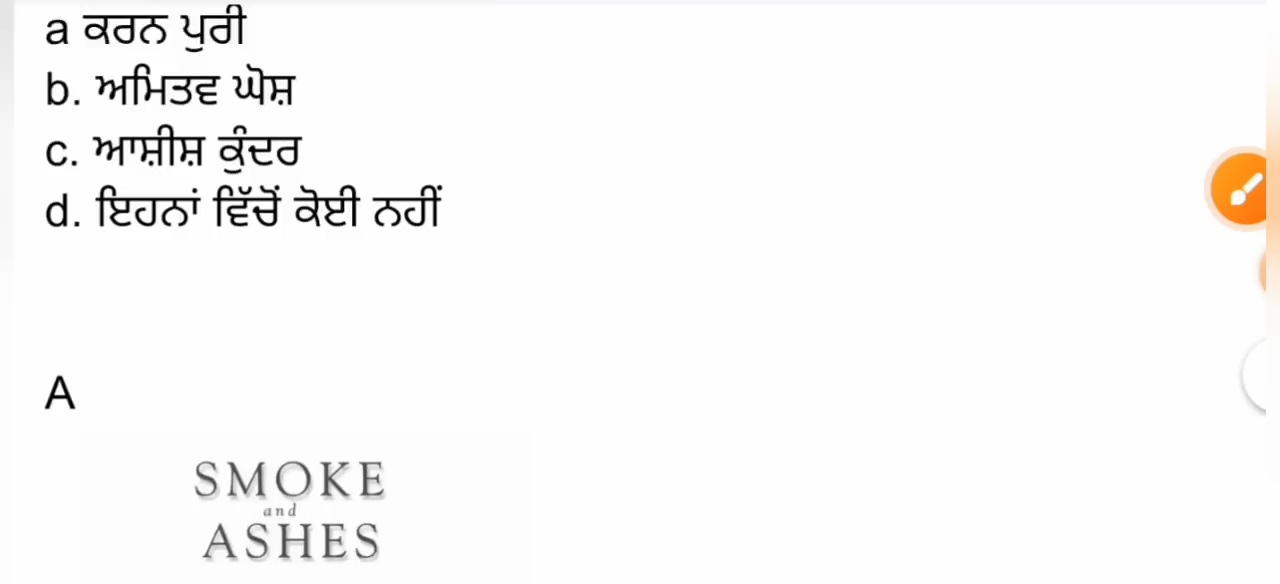 a ਕਰਨ ਪੁਰੀ
b. ਅਮਿਤਵ ਘੋਸ਼
c. ਆਸ਼ੀਸ਼ ਕੁੰਦਰ
d. ਇਹਨਾਂ ਵਿੱਚੋਂ ਕੋਈ ਨਹੀਂ
A
SMOKE
and
ASHES